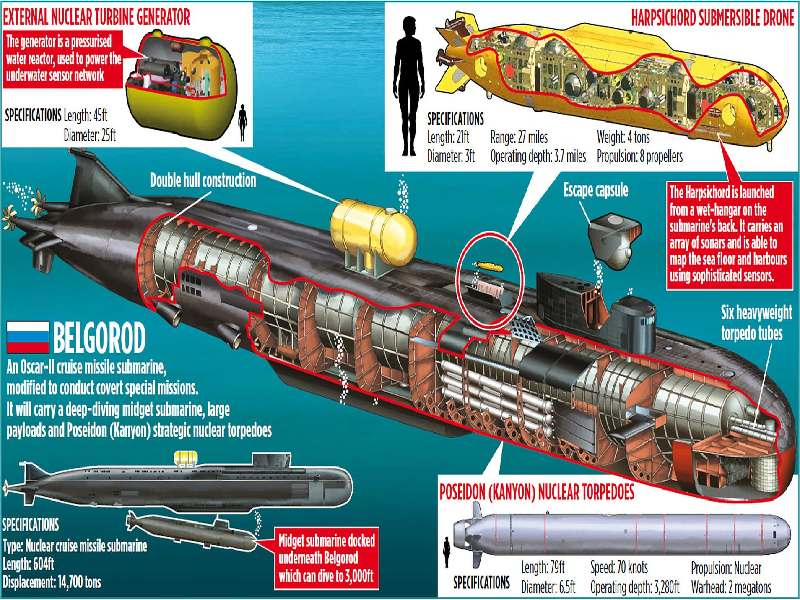 EXTERNAL NUCLEAR TURBINE GENERATOR
The generator is a pressurised
water reactor, used to power the
underwater sensor network
SPECIFICATIONS Length: 45ft
Diameter: 25ft
HARPSICHORD SUBMERSIBLE DRONE
SPECIFICATIONS
Length: 21ft Range: 27 miles Weight: 4 tons
Diameter: 3ft Operating depth: 3.7 miles Propulsion: 8 propellers
The Harpsichord is launched
from a wet-hangar on the
submarine's back. It carries an
array of sonars and is able to
map the sea floor and harbours
using sophisticated sensors.
Double hull construction
Escape capsule
Six heavyweight
torpedo tubes
BELGOROD
An Oscar-II cruise missile submarine,
modified to conduct covert special missions.
It will carry a deep-diving midget submarine, large
payloads and Poseidon (Kanyon) strategic nuclear torpedoes
SPECIFICATIONS
Type: Nuclear cruise missile submarine
Length: 604ft
Displacement: 14,700 tons
Midget submarine docked
underneath Belgorod
which can dive to 3,000ft
POSEIDON (KANYON) NUCLEAR TORPEDOES
SPECIFICATIONS
Length: 79ft Speed: 70 knots Propulsion: Nuclear
Diameter: 6.5ft Operating depth: 3,280ft Warhead: 2 megatons